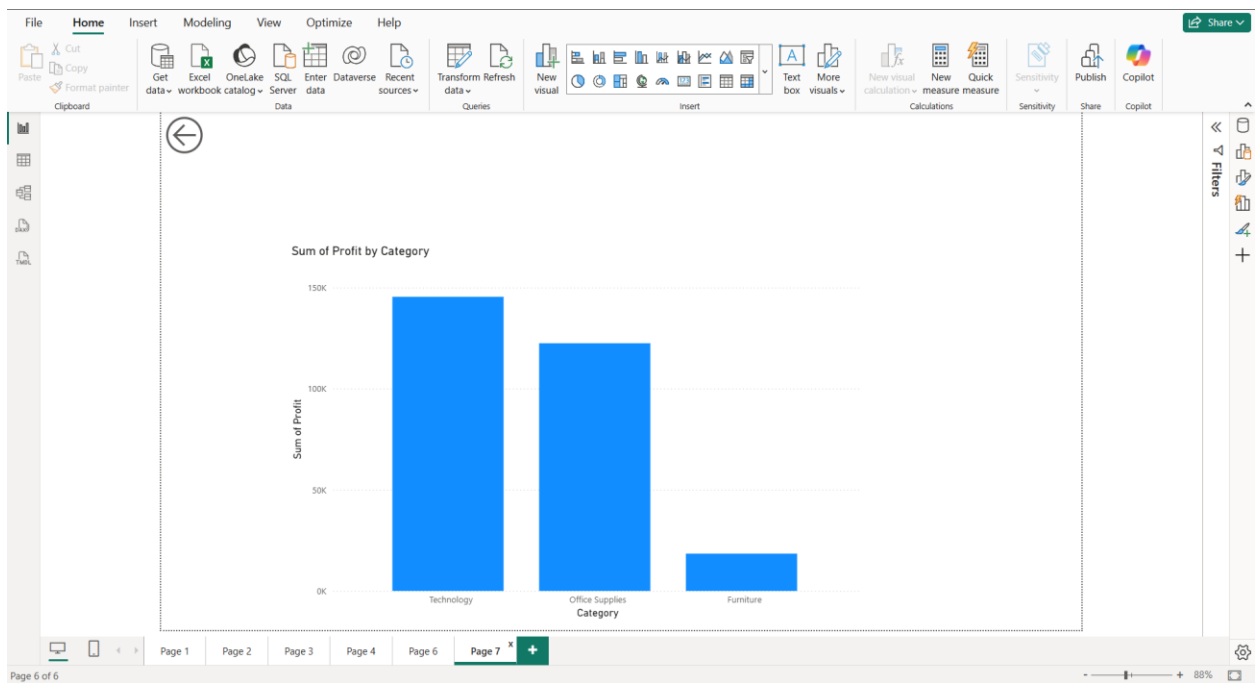 File Home Insert Modeling View Optimize Help Share
Paste
Cut
Copy
Format painter
Clipboard
Get data
Excel workbook
OneLake catalog
SQL Server
Enter data
Dataverse
Recent sources
Data
Transform data
Refresh
Queries
New visual
Text box
More visuals
Insert
New visual calculation
New measure
Quick measure
Calculations
Sensitivity
Sensitivity
Publish
Share
Copilot
Copilot
Filters
Sum of Profit by Category
150K
100K
50K
0K
Sum of Profit
Technology Office Supplies Furniture
Category
Page 1 Page 2 Page 3 Page 4 Page 6 Page 7 x +
Page 6 of 6
- + 88%